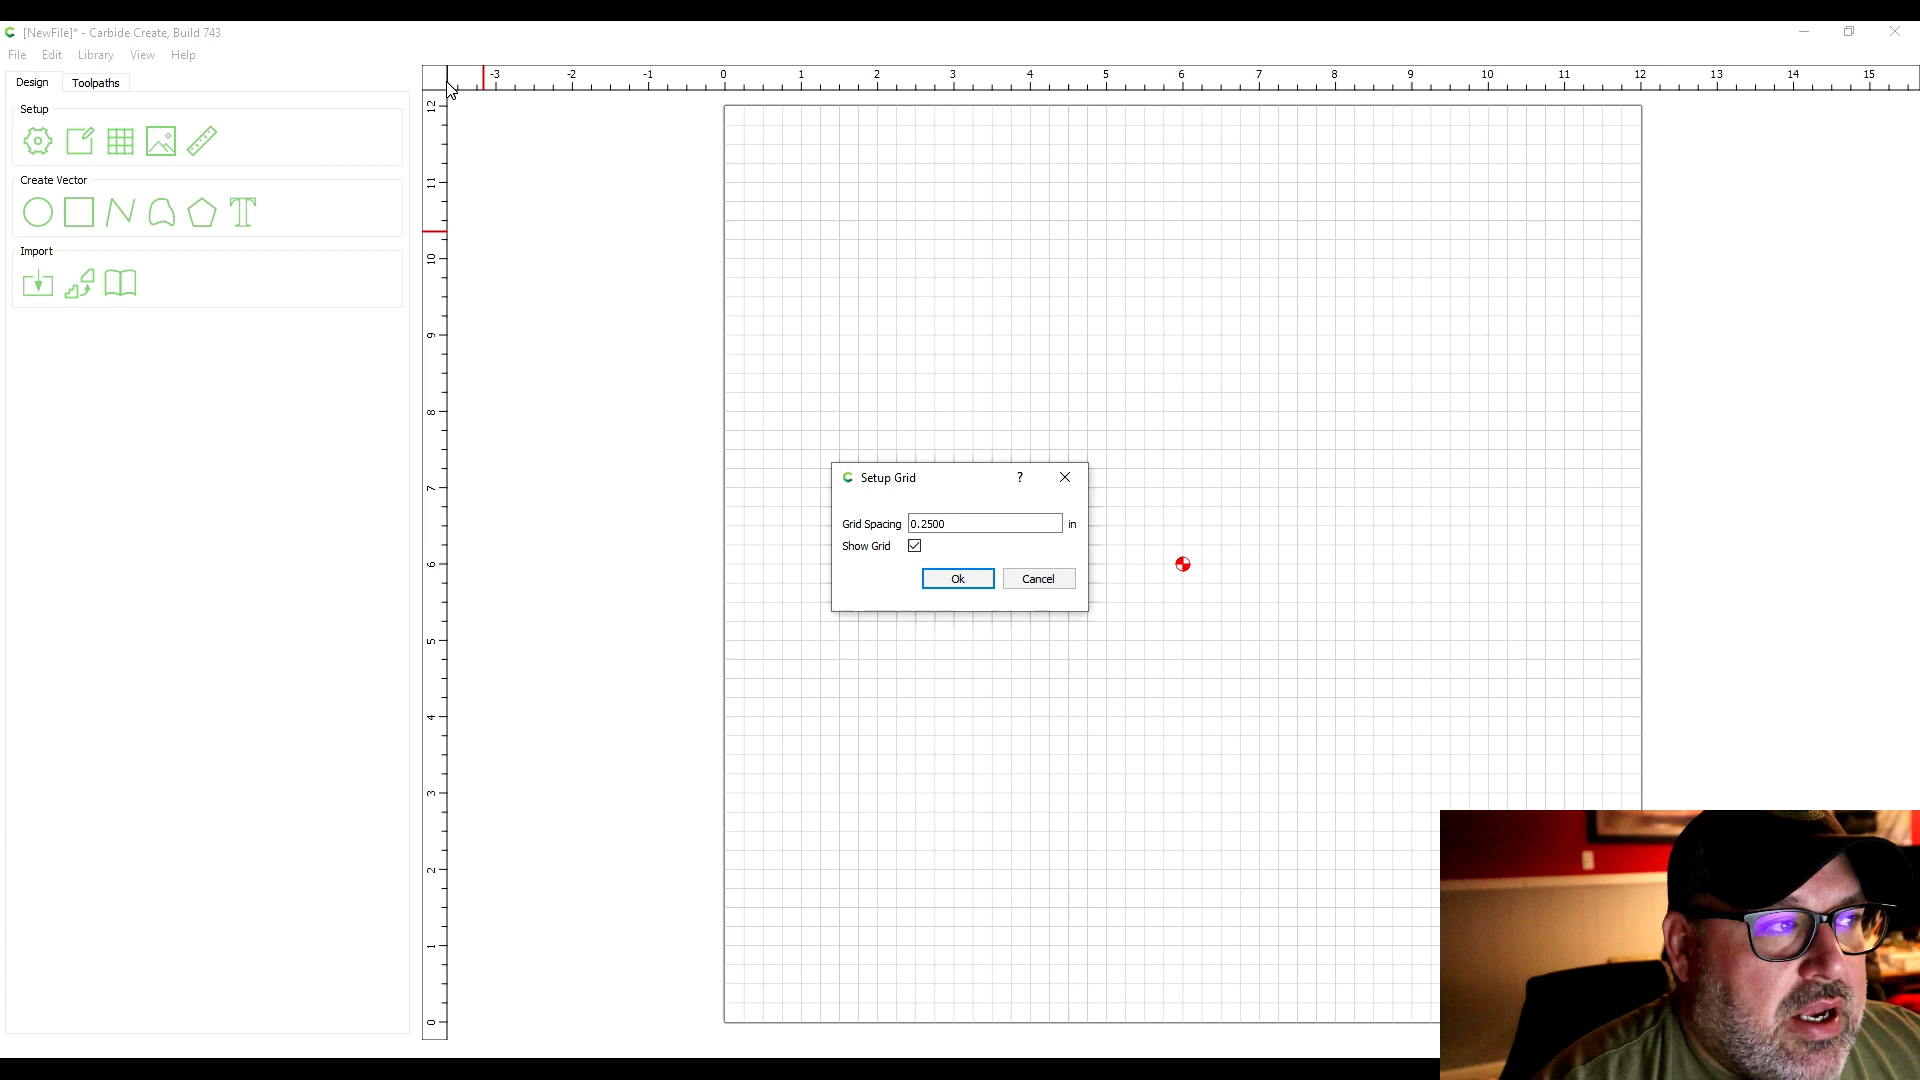 [NewFile]* - Carbide Create, Build 743
File Edit Library View Help
Design Toolpaths
Setup
Create Vector
Import
-3 -2 -1 0 1 2 3 4 5 6 7 8 9 10 11 12 13 14 15
12
11
10
9
8
7
6
5
4
3
2
1
0
Setup Grid ?
Grid Spacing 0.2500 in
Show Grid
Ok Cancel